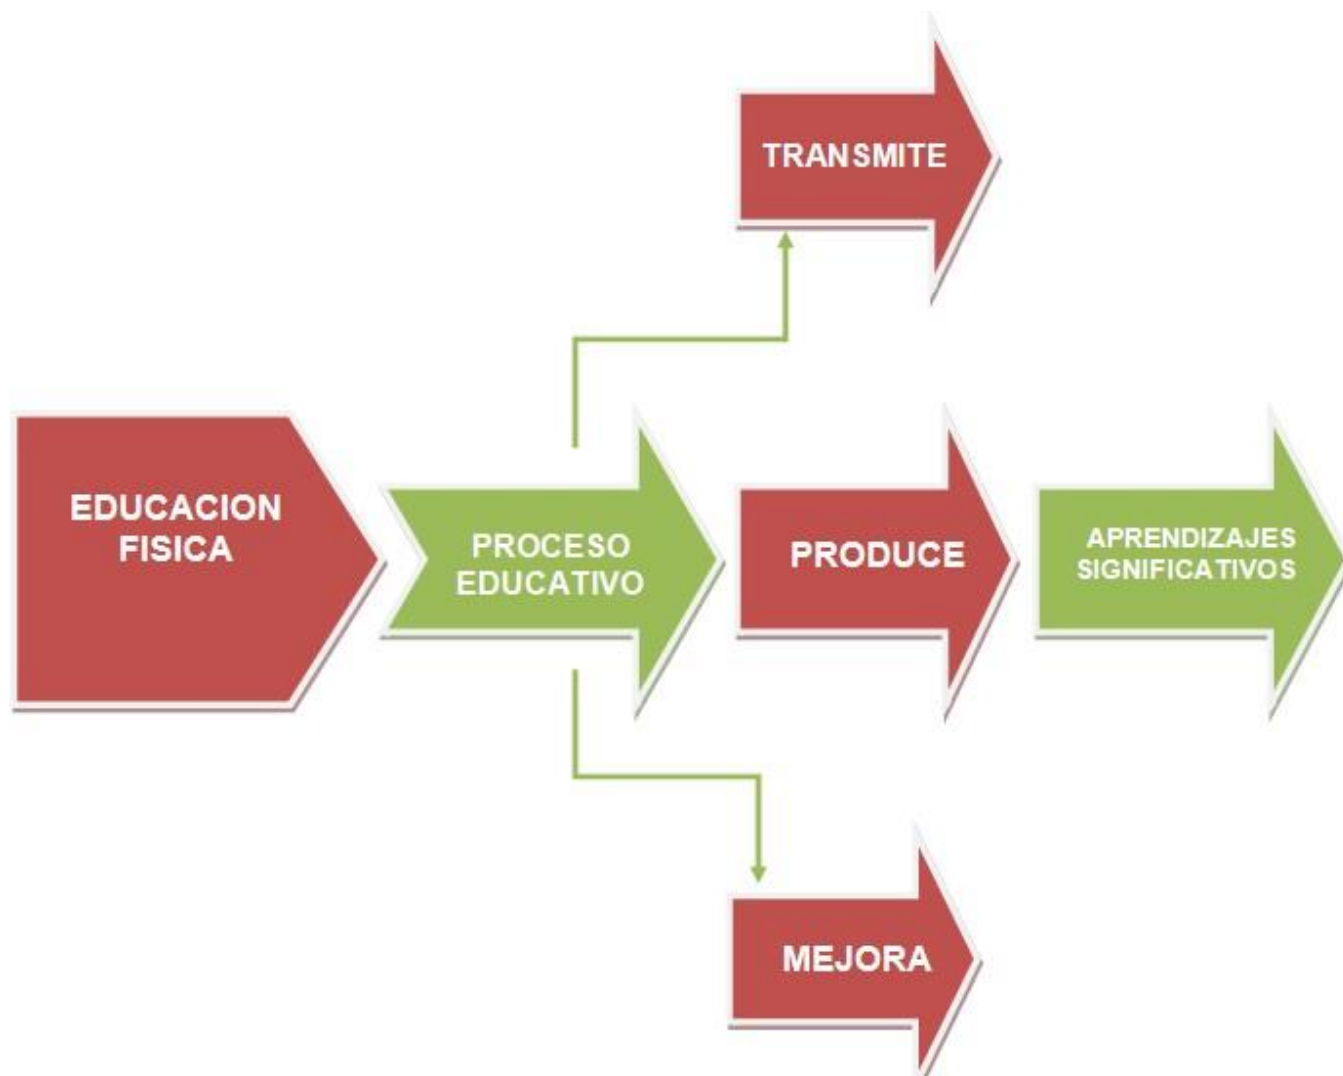 TRANSMITE
EDUCACION
FISICA
PROCESO
EDUCATIVO
PRODUCE
APRENDIZAJES
SIGNIFICATIVOS
MEJORA